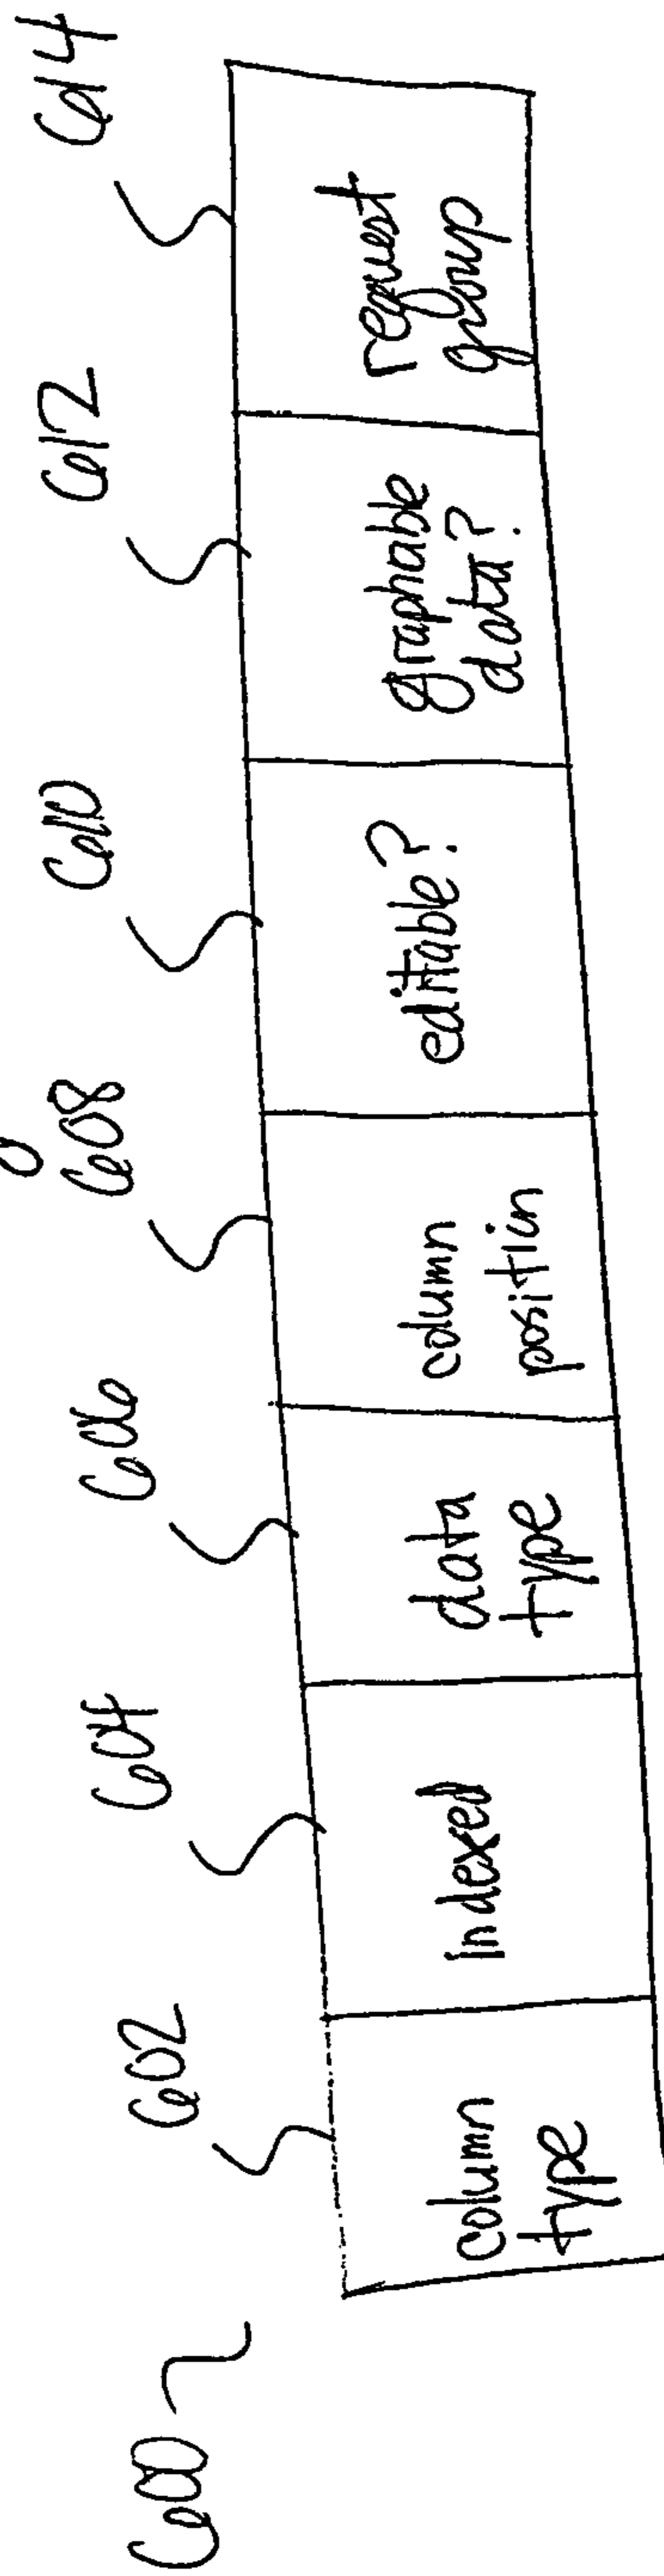 600
602
604
606
608
610
612
614
column
type
indexed
data
type
column
position
editable?
graphable
data?
request
group